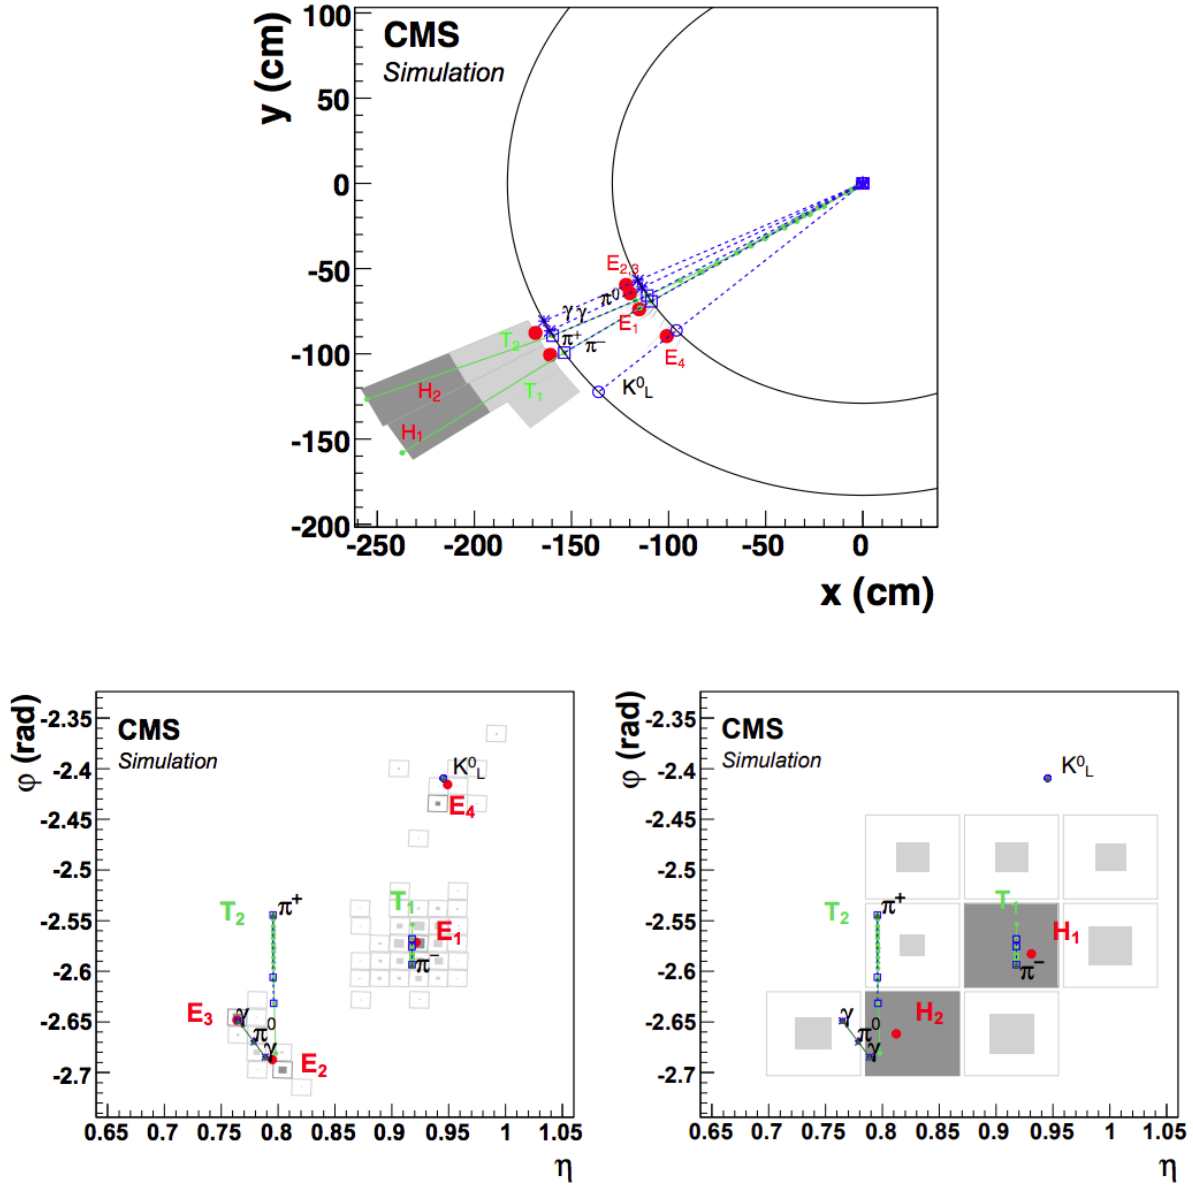 CMS
Simulation
y (cm)
100
50
0
-50
-100
-150
-200
E2,3
π0
γ γ
E1
E4
π+ π−
K0L
T2
T1
H2
H1
-250 -200 -150 -100 -50 0
x (cm)
CMS
Simulation
φ (rad)
-2.35
-2.4
-2.45
-2.5
-2.55
-2.6
-2.65
-2.7
K0L
E4
T2
π+
T1
E1
π−
E3
γ
π0
γ
E2
0.65 0.7 0.75 0.8 0.85 0.9 0.95 1 1.05
η
CMS
Simulation
φ (rad)
-2.35
-2.4
-2.45
-2.5
-2.55
-2.6
-2.65
-2.7
K0L
T2
π+
T1
H1
π−
γ
π0
γ
H2
0.65 0.7 0.75 0.8 0.85 0.9 0.95 1 1.05
η